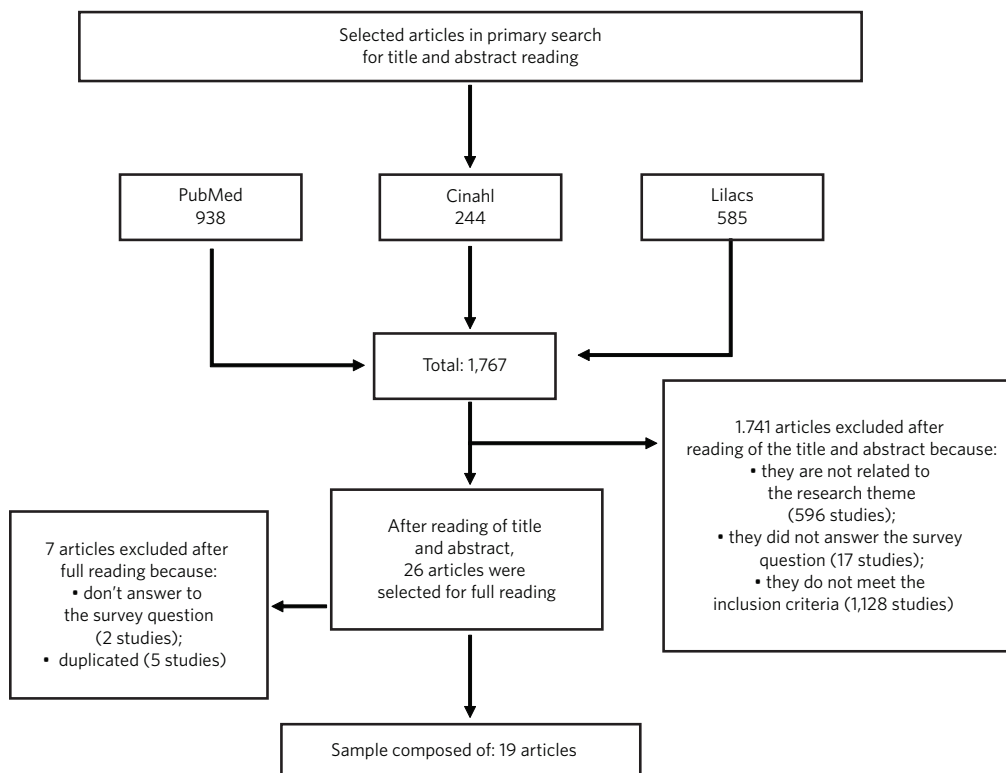 Selected articles in primary search
for title and abstract reading
PubMed
938
Cinahl
244
Lilacs
585
Total: 1,767
1.741 articles excluded after
reading of the title and abstract because:
• they are not related to
the research theme
(596 studies);
• they did not answer the survey
question (17 studies);
• they do not meet the
inclusion criteria (1,128 studies)
After reading of title
and abstract,
26 articles were
selected for full reading
7 articles excluded after
full reading because:
• don't answer to
the survey question
(2 studies);
• duplicated (5 studies)
Sample composed of: 19 articles